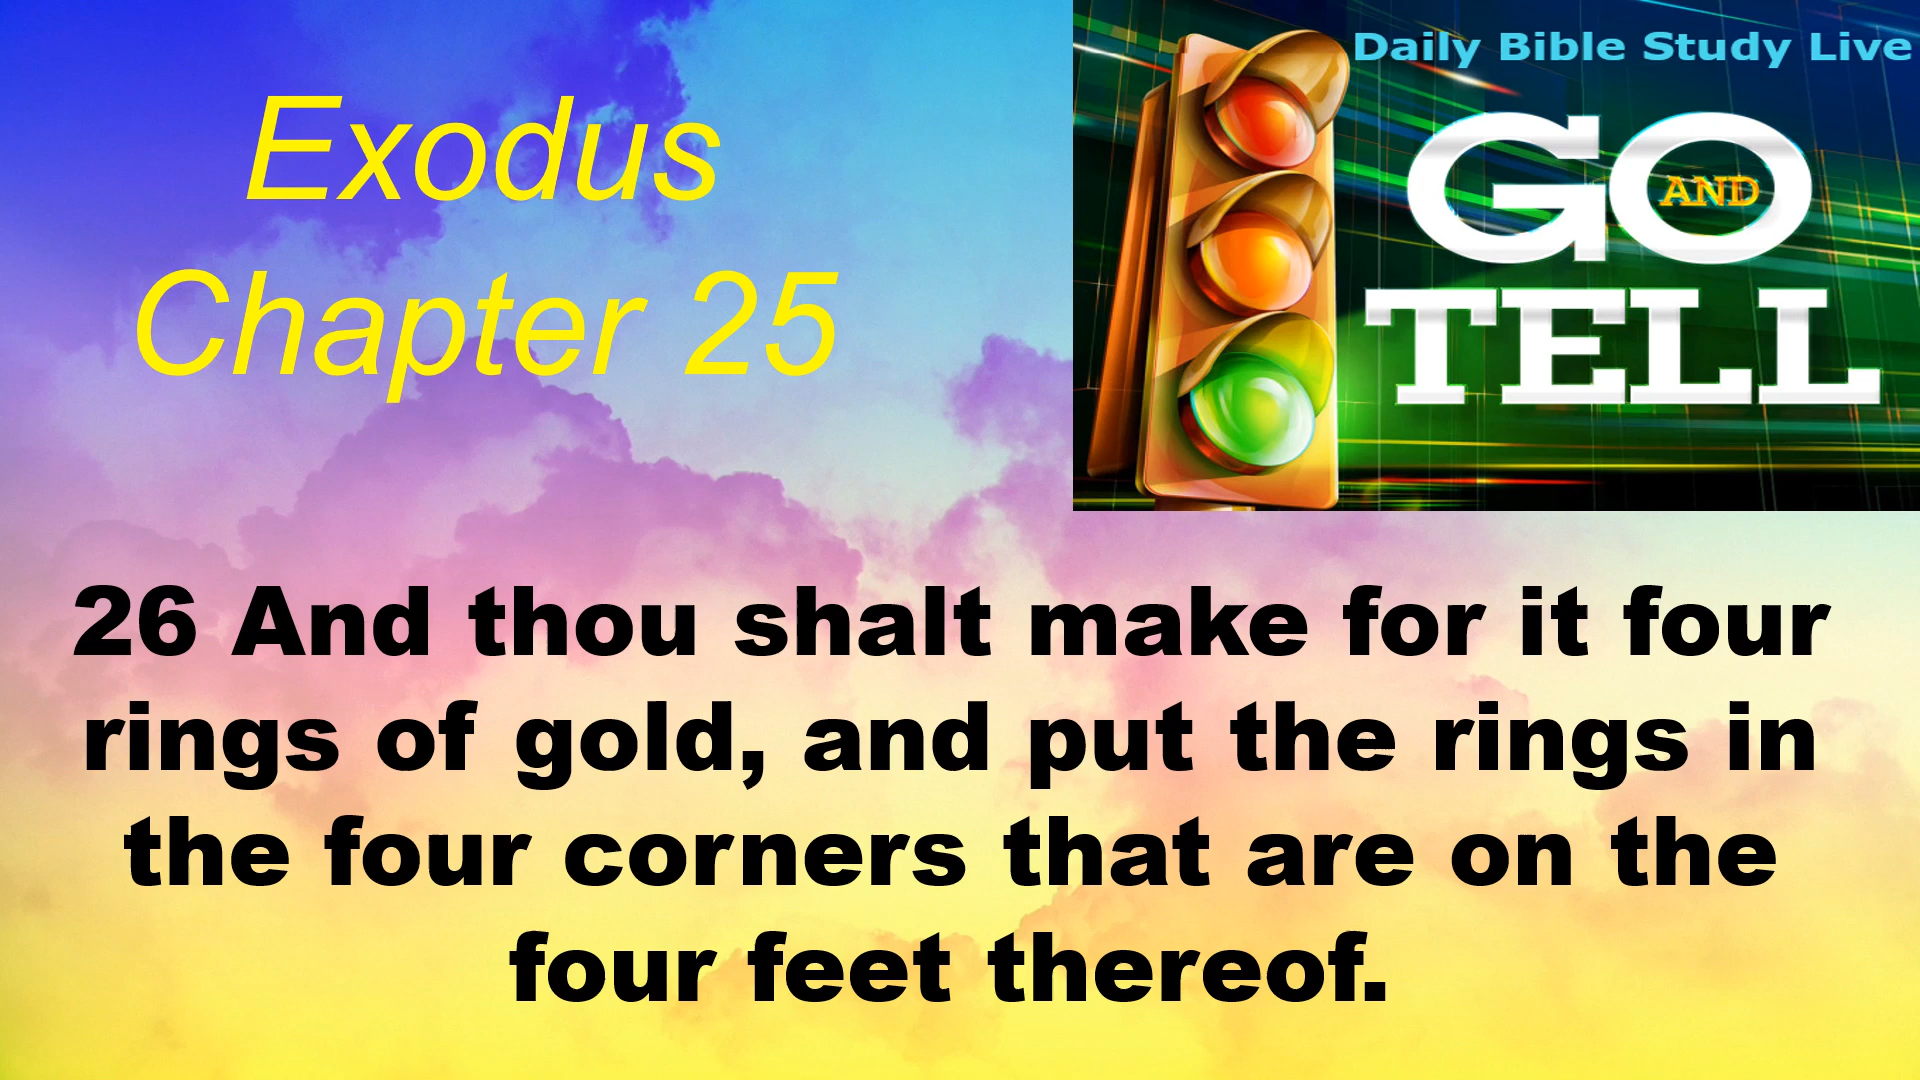 Exodus
Chapter 25
Daily Bible Study Live
GO AND
TELL
26 And thou shalt make for it four
rings of gold, and put the rings in
the four corners that are on the
four feet thereof.